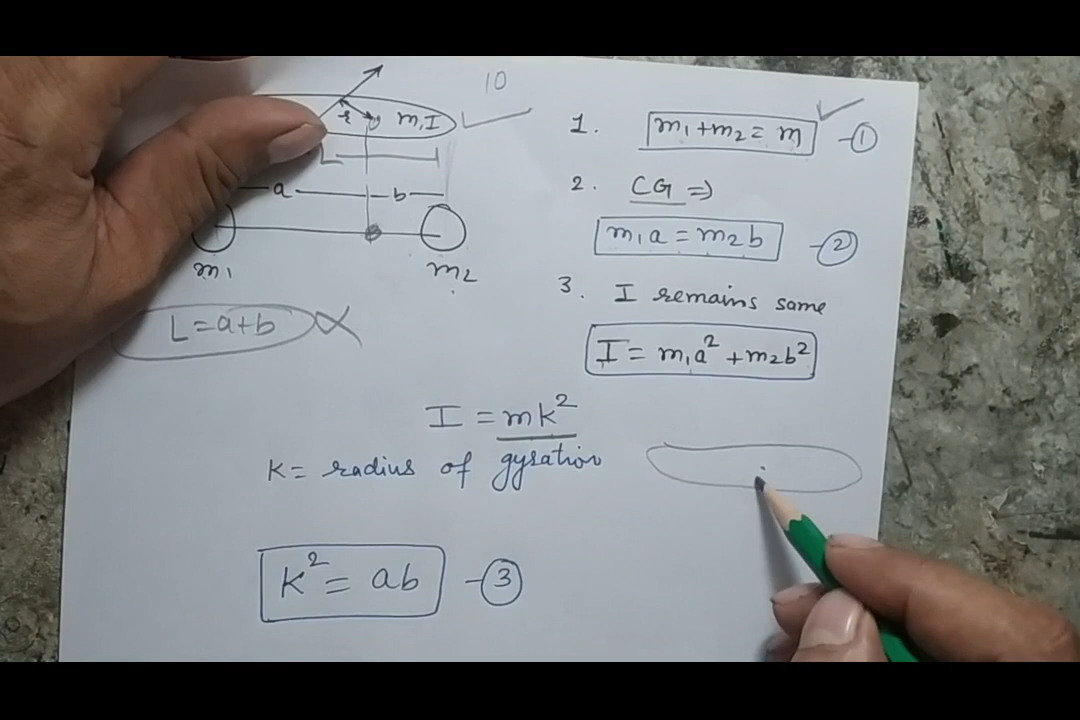 10
r
m, I
L
a
b
m1
m2
L = a+b
1. m1 + m2 = m -①
2. CG ⇒
m1a = m2b -②
3. I remains same
I = m1a² + m2b²
I = mk²
K = radius of gyration
K² = ab -③